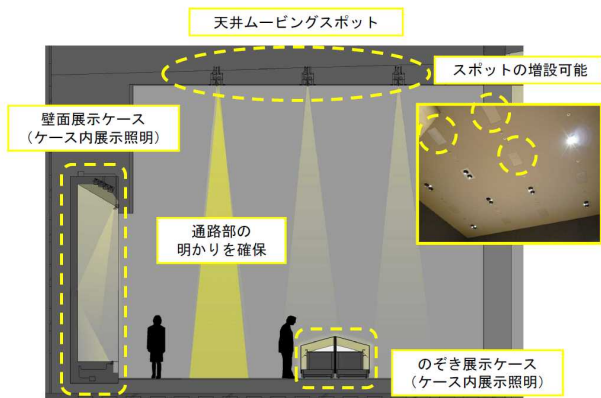 天井ムービングスポット
スポットの増設可能
壁面展示ケース
（ケース内展示照明）
通路部の
明かりを確保
のぞき展示ケース
（ケース内展示照明）